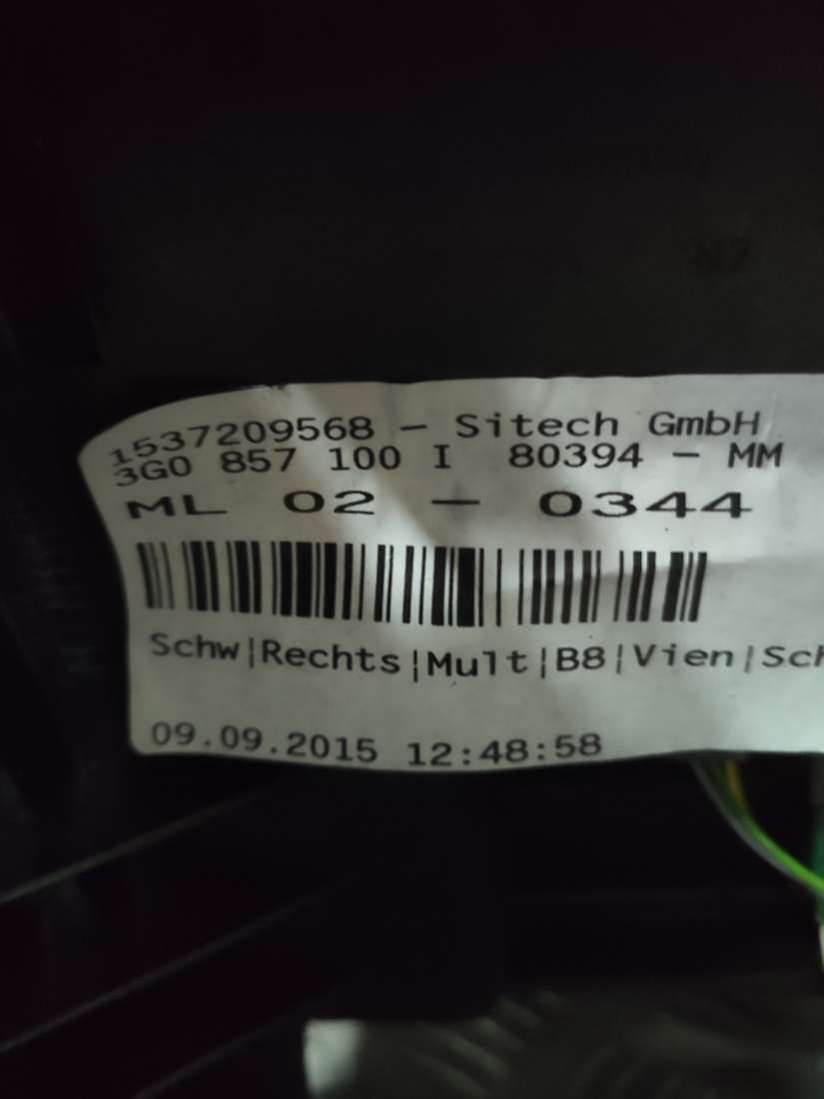 1537209568 - Sitech GmbH
3G0 857 100 I 80394 - MM
ML 02 - 0344
Schw|Rechts|Mult|B8|Vien|Sch
09.09.2015 12:48:58